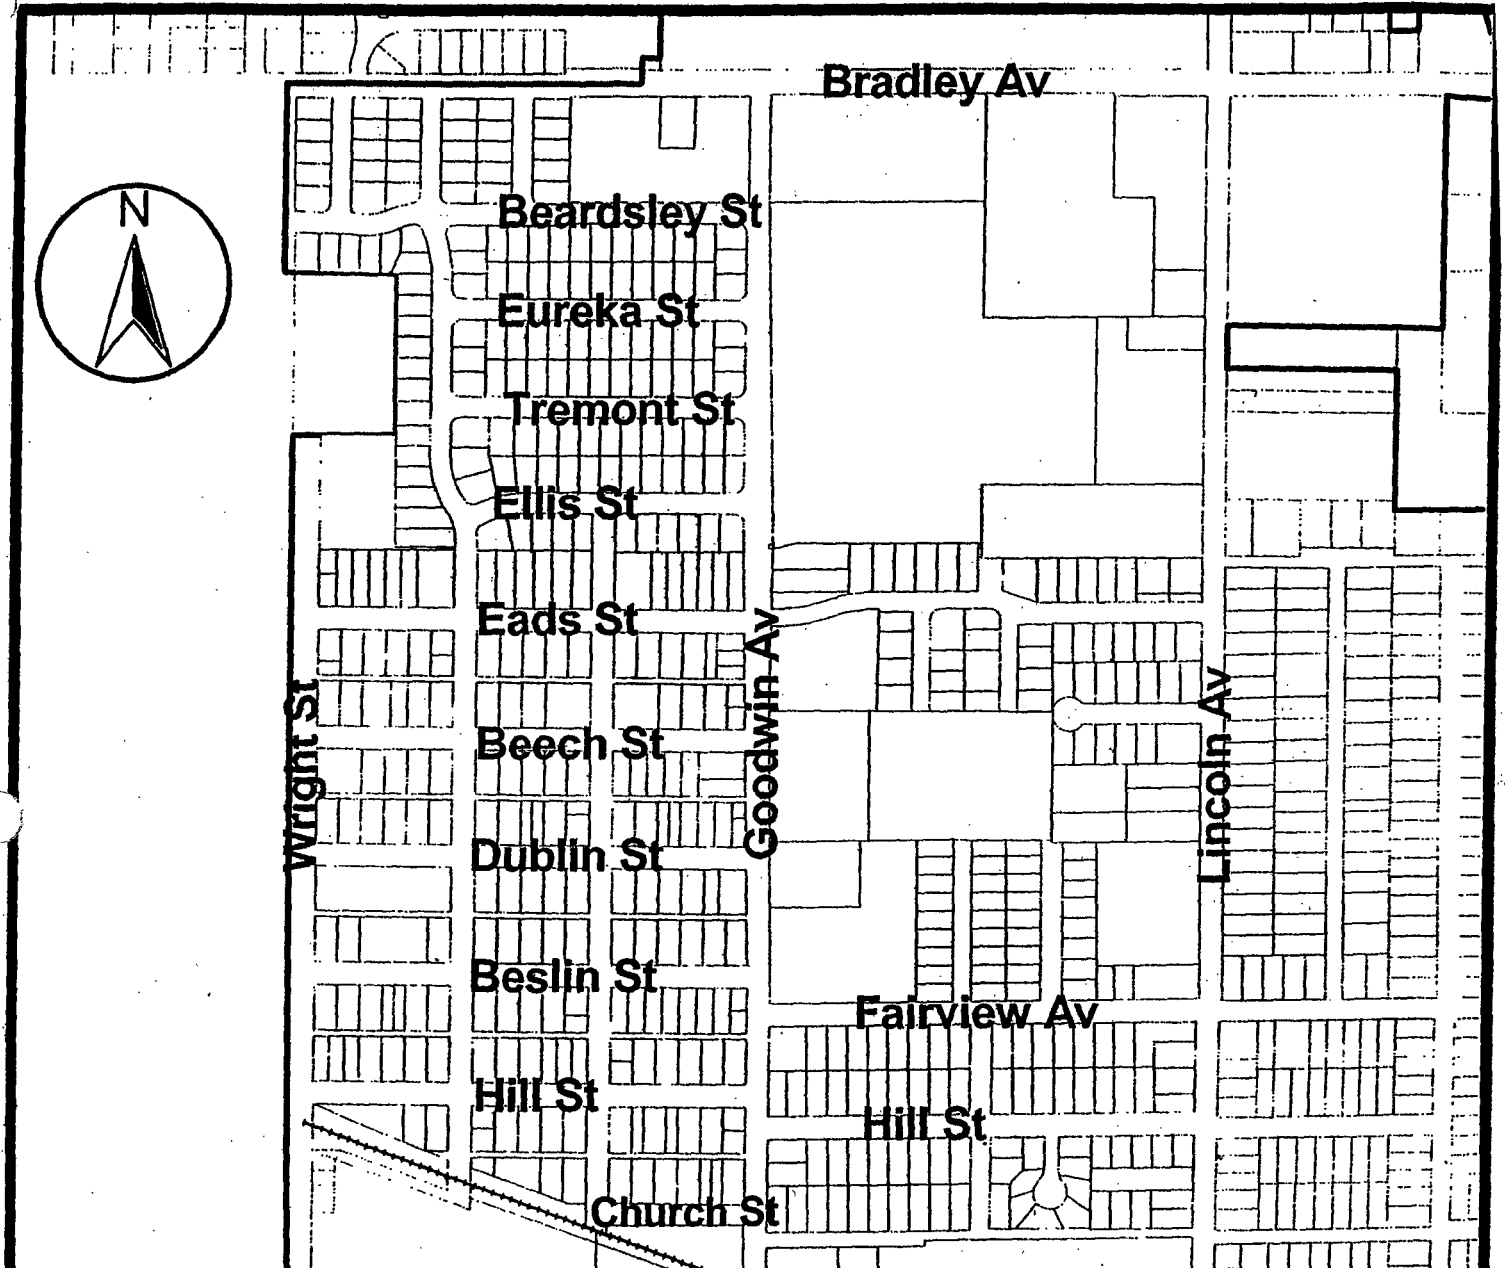 Bradley Av
N
Beardsley St
Eureka St
Tremont St
Ellis St
Eads St
Goodwin Av
Wright St
Lincoln Av
Beech St
Dublin St
Beslin St
Fairview Av
Hill St
Hill St
Church St